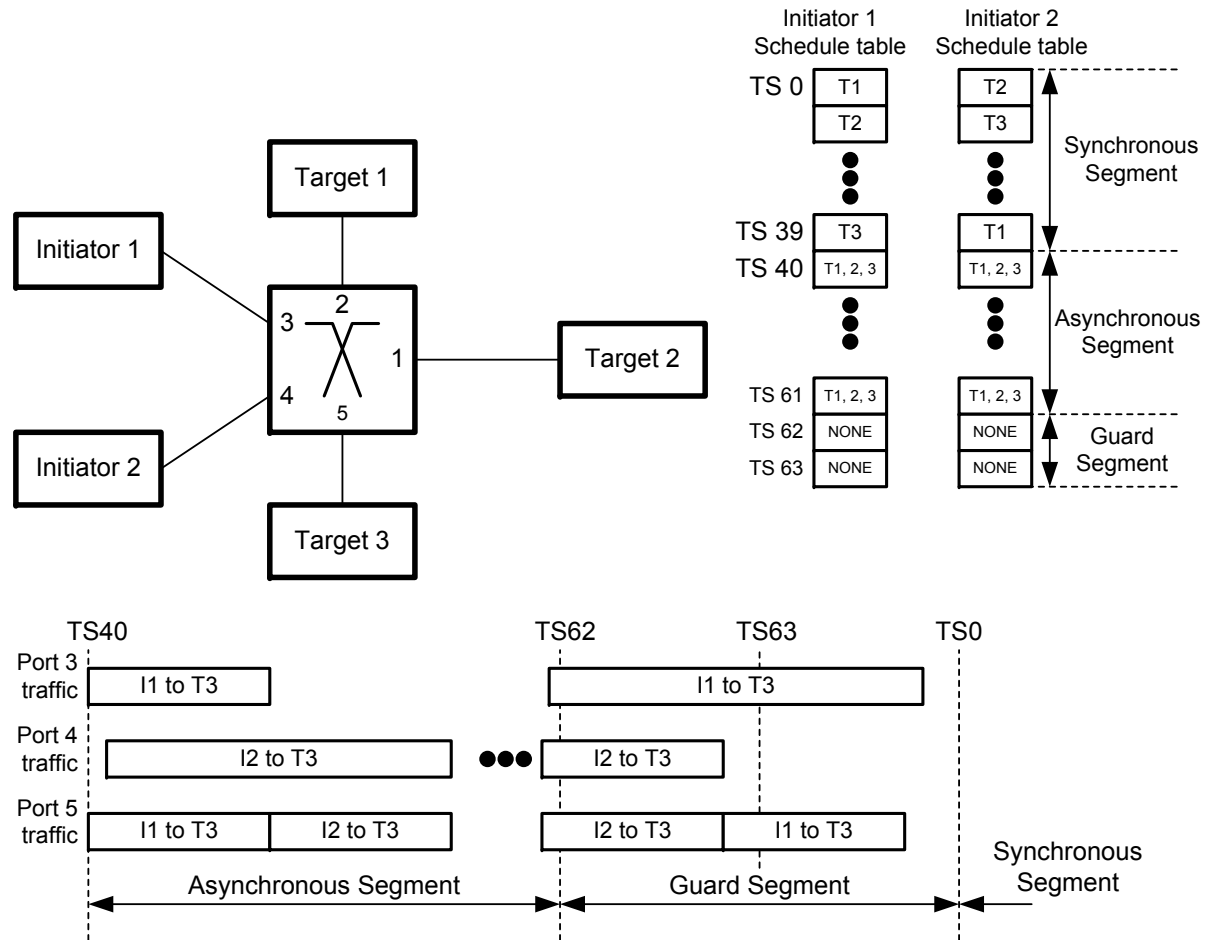 Initiator 1
Schedule table
Initiator 2
Schedule table
TS 0
T1
T2
T2
T3
Synchronous
Segment
TS 39
T3
T1
TS 40
T1, 2, 3
T1, 2, 3
Asynchronous
Segment
TS 61
T1, 2, 3
T1, 2, 3
TS 62
NONE
NONE
Guard
Segment
TS 63
NONE
NONE
Target 1
Initiator 1
2
3
1
4
5
Target 2
Initiator 2
Target 3
TS40
TS62
TS63
TS0
Port 3
traffic
I1 to T3
I1 to T3
Port 4
traffic
I2 to T3
I2 to T3
Port 5
traffic
I1 to T3
I2 to T3
I2 to T3
I1 to T3
Asynchronous Segment
Guard Segment
Synchronous
Segment